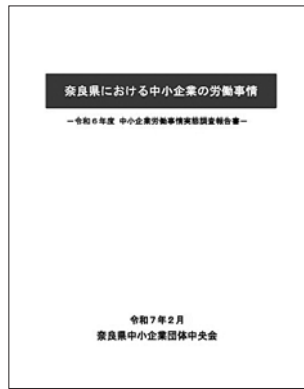 奈良県における中小企業の労働事情
－令和６年度 中小企業労働事情実態調査報告書－
令和７年２月
奈良県中小企業団体中央会